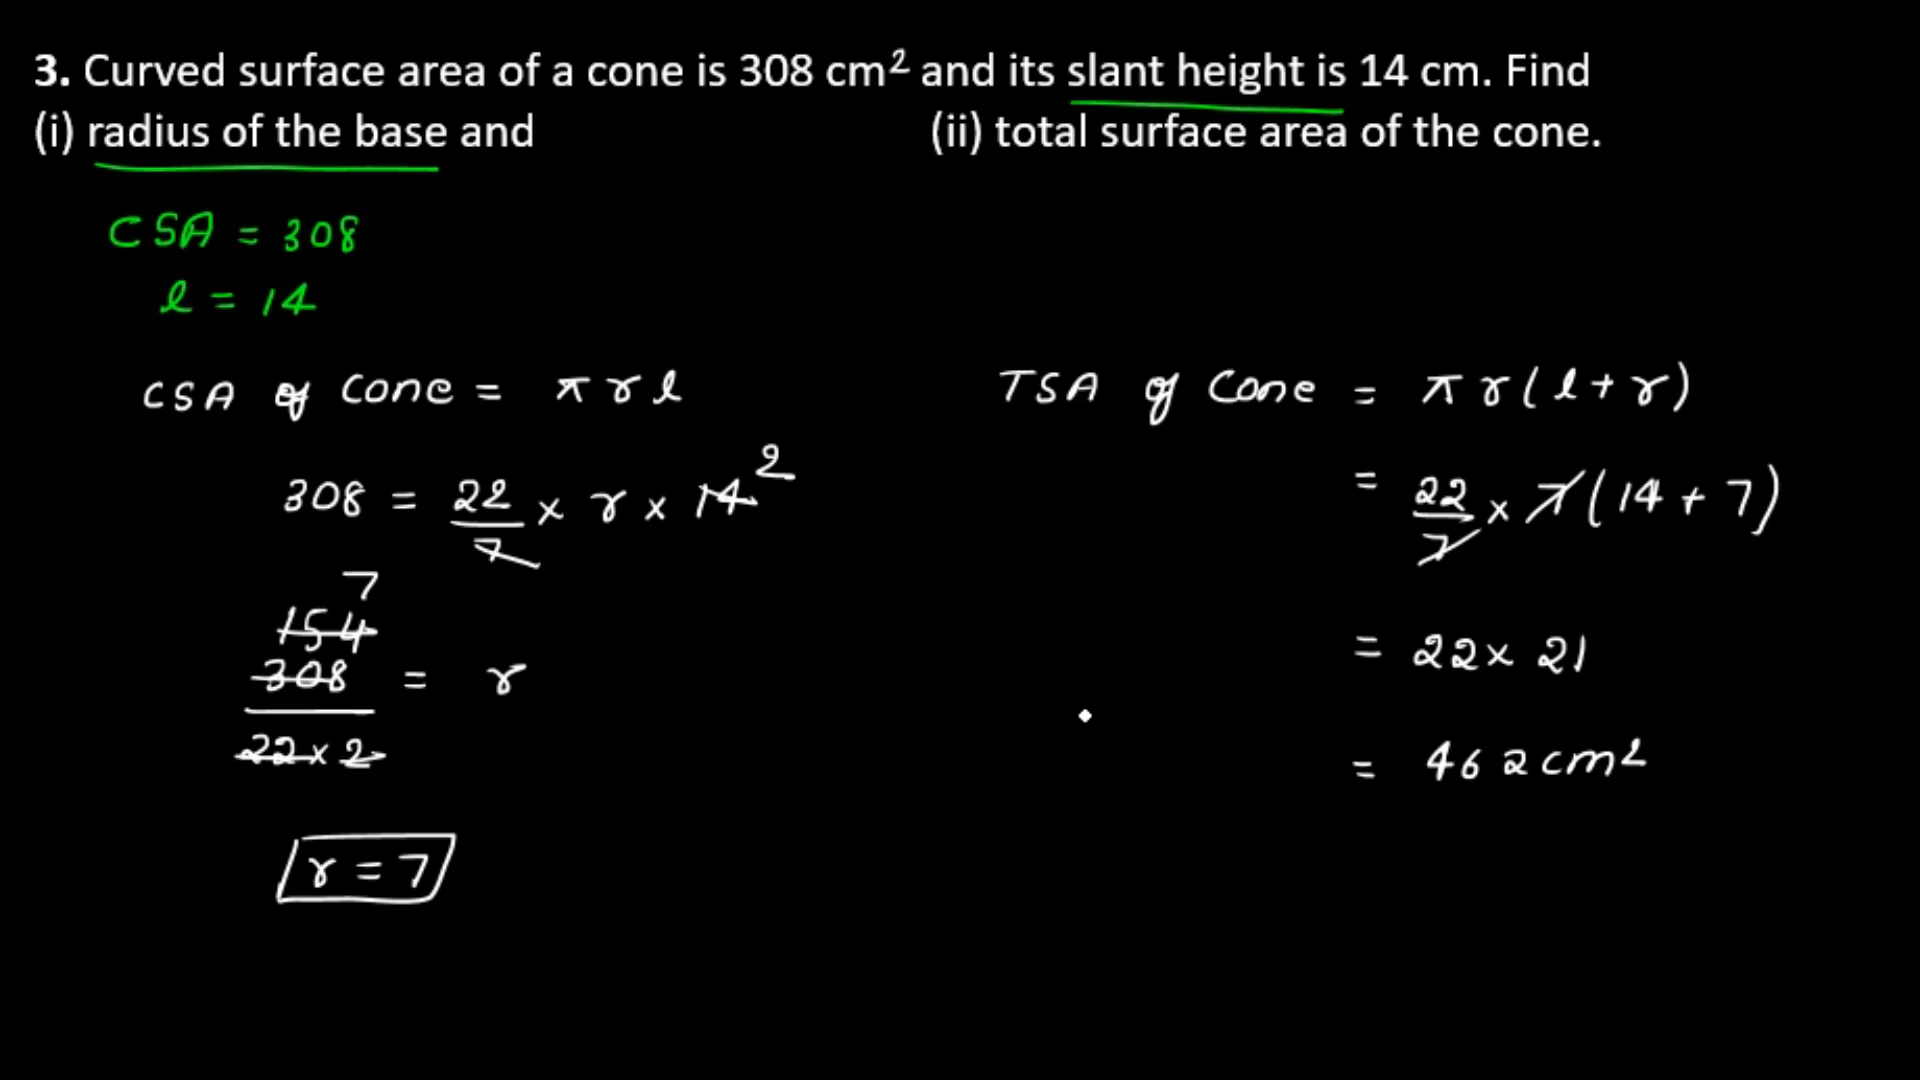 3. Curved surface area of a cone is 308 cm² and its slant height is 14 cm. Find
(i) radius of the base and (ii) total surface area of the cone.
CSA = 308
l = 14
CSA of Cone = πrl
308 = 22/7 × r × 14 2
7
154
308/22×2 = r
r = 7
TSA of Cone = πr(l+r)
= 22/7 × 7(14+7)
= 22×21
= 462cm²